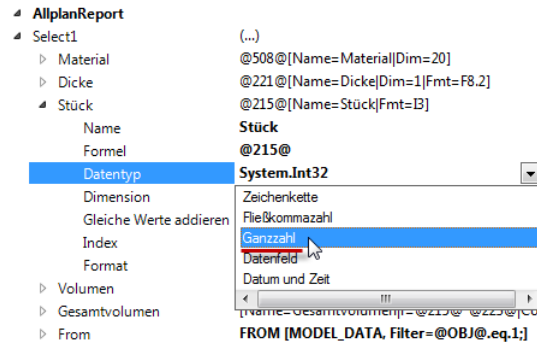 AllplanReport
Select1 (...)
Material @508@[Name=Material|Dim=20]
Dicke @221@[Name=Dicke|Dim=1|Fmt=F8.2]
Stück @215@[Name=Stück|Fmt=I3]
Name Stück
Formel @215@
Datentyp System.Int32
Dimension Zeichenkette
Gleiche Werte addieren Fließkommazahl
Ganzzahl
Index Datenfeld
Format Datum und Zeit
Volumen
Gesamtvolumen
From FROM [MODEL_DATA, Filter=@OBJ@.eq.1;]